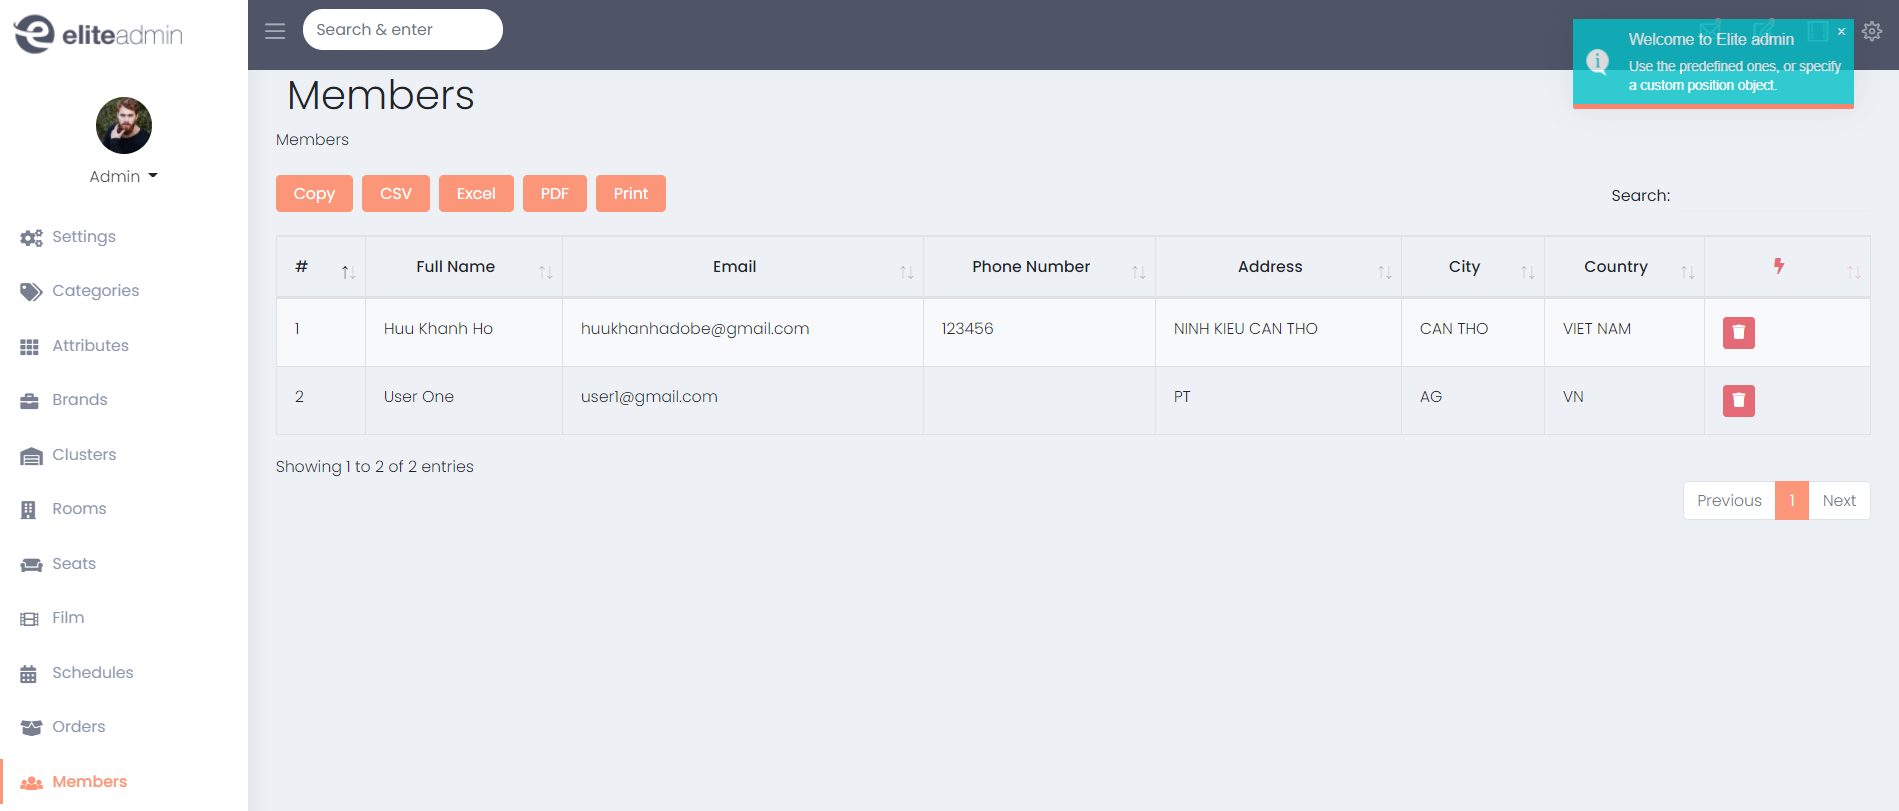 eliteadmin
Search & enter
Welcome to Elite admin
×
Use the predefined ones, or specify
a custom position object.
Admin
Settings
Categories
Attributes
Brands
Clusters
Rooms
Seats
Film
Schedules
Orders
Members
Members
Members
Copy CSV Excel PDF Print
Search:
# Full Name Email Phone Number Address City Country
1 Huu Khanh Ho huukhanhadobe@gmail.com 123456 NINH KIEU CAN THO CAN THO VIET NAM
2 User One user1@gmail.com PT AG VN
Showing 1 to 2 of 2 entries
Previous 1 Next